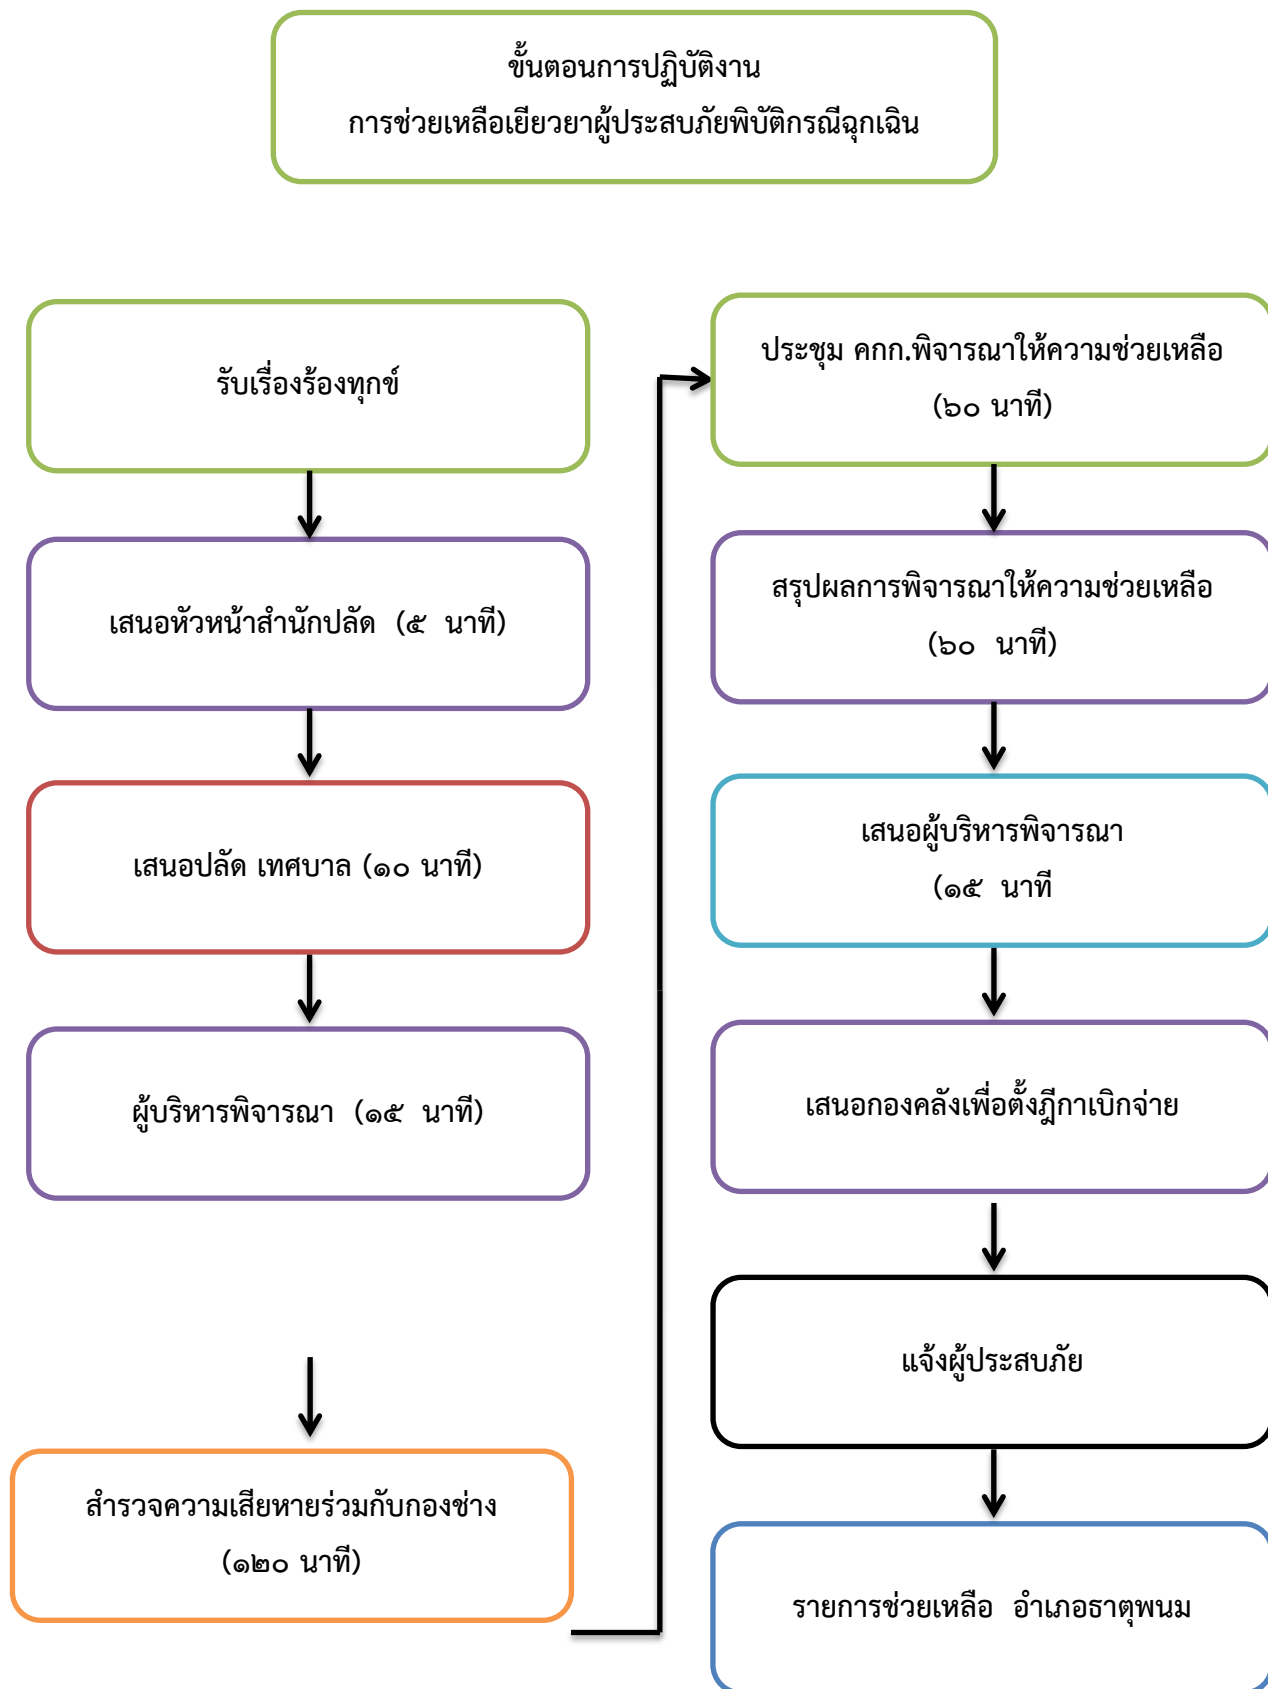 ขั้นตอนการปฏิบัติงาน
การช่วยเหลือเยียวยาผู้ประสบภัยพิบัติกรณีฉุกเฉิน
รับเรื่องร้องทุกข์
เสนอหัวหน้าสำนักปลัด (๕ นาที)
เสนอปลัด เทศบาล (๑๐ นาที)
ผู้บริหารพิจารณา (๑๕ นาที)
สำรวจความเสียหายร่วมกับกองช่าง
(๑๒๐ นาที)
ประชุม คกก.พิจารณาให้ความช่วยเหลือ
(๖๐ นาที)
สรุปผลการพิจารณาให้ความช่วยเหลือ
(๖๐ นาที)
เสนอผู้บริหารพิจารณา
(๑๕ นาที
เสนอกองคลังเพื่อตั้งฎีกาเบิกจ่าย
แจ้งผู้ประสบภัย
รายการช่วยเหลือ อำเภอธาตุพนม